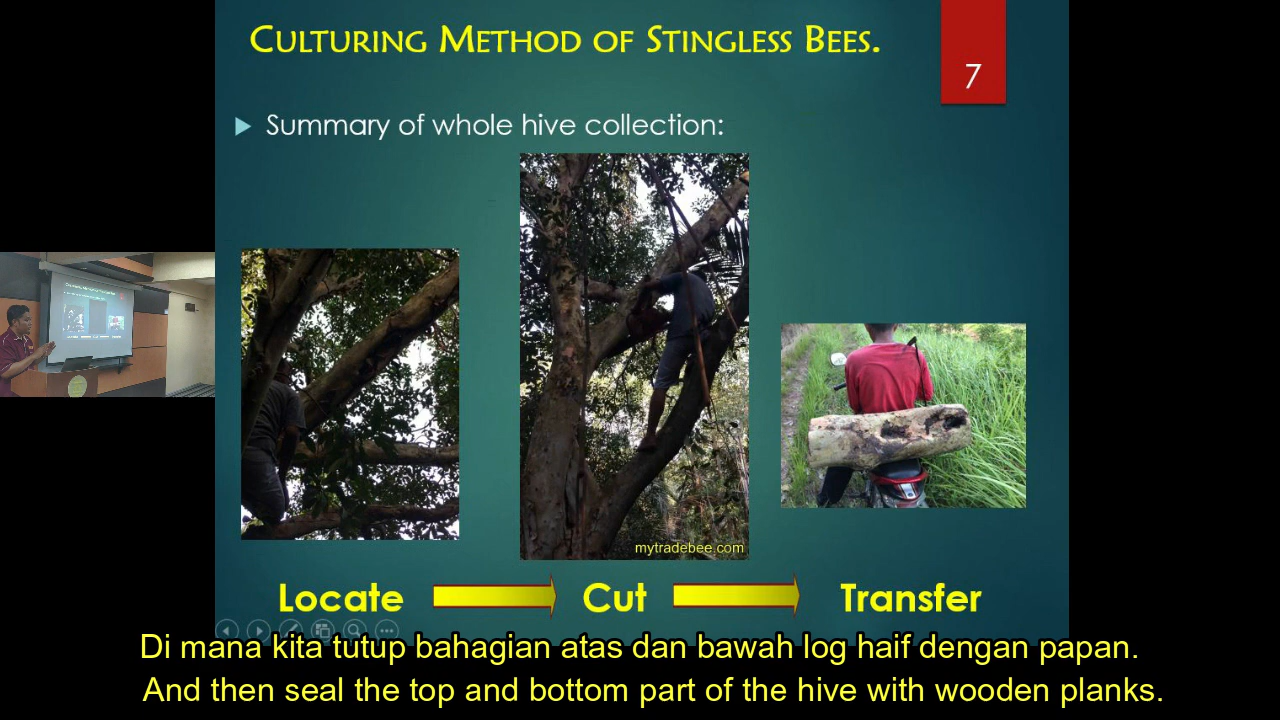 Culturing Method of Stingless Bees.
7
Summary of whole hive collection:
mytradebee.com
Locate Cut Transfer
Di mana kita tutup bahagian atas dan bawah log haif dengan papan.
And then seal the top and bottom part of the hive with wooden planks.